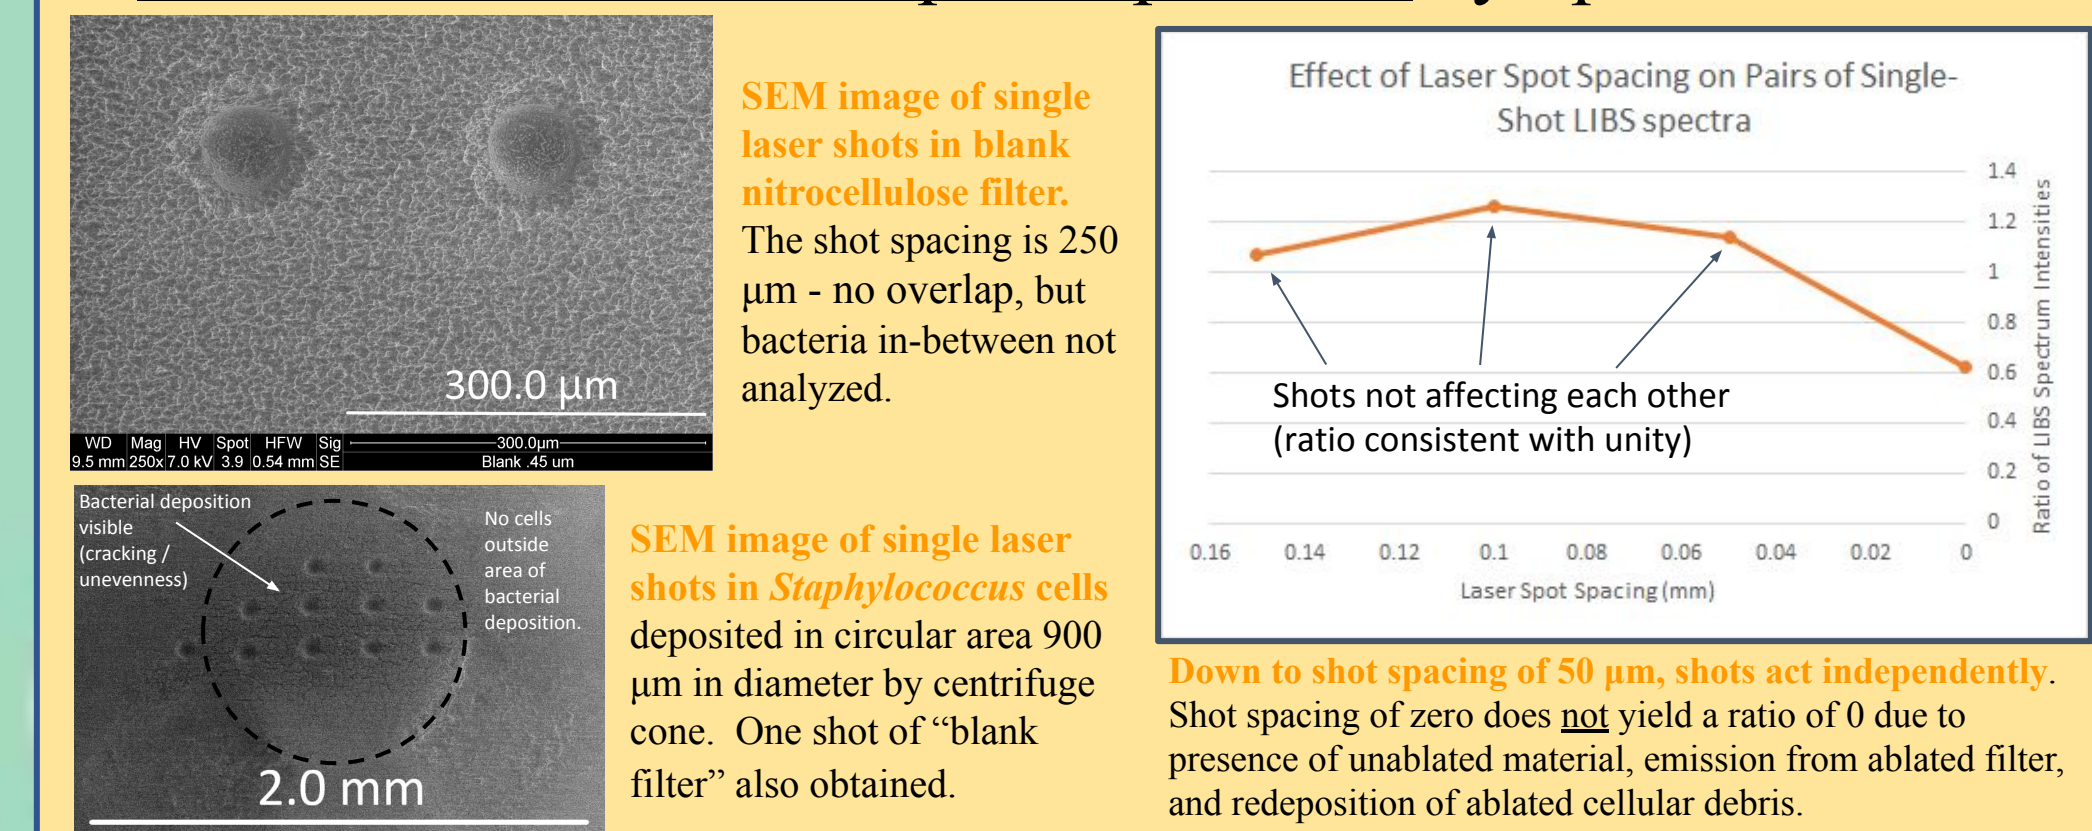 300.0 µm
WD Mag HV Spot HFW Sig 300.0µm
9.5 mm 250x 7.0 kV 3.9 0.54 mm SE Blank .45 um
SEM image of single
laser shots in blank
nitrocellulose filter.
The shot spacing is 250
µm - no overlap, but
bacteria in-between not
analyzed.
Bacterial deposition
visible
(cracking /
unevenness)
No cells
outside
area of
bacterial
deposition.
2.0 mm
SEM image of single laser
shots in Staphylococcus cells
deposited in circular area 900
µm in diameter by centrifuge
cone. One shot of “blank
filter” also obtained.
Effect of Laser Spot Spacing on Pairs of Single-
Shot LIBS spectra
1.4
1.2
1
0.8
0.6
0.4
0.2
0
Ratio of LIBS Spectrum Intensities
Shots not affecting each other
(ratio consistent with unity)
0.16 0.14 0.12 0.1 0.08 0.06 0.04 0.02 0
Laser Spot Spacing (mm)
Down to shot spacing of 50 µm, shots act independently.
Shot spacing of zero does not yield a ratio of 0 due to
presence of unablated material, emission from ablated filter,
and redeposition of ablated cellular debris.